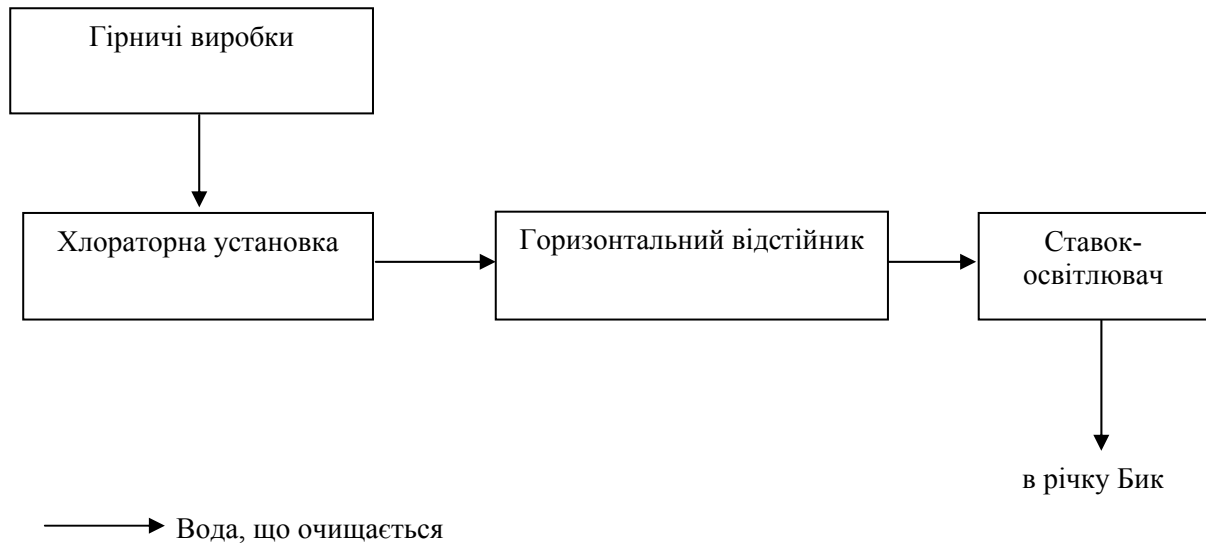 Гірничі виробки
Хлораторна установка
Горизонтальний відстійник
Ставок-
освітлювач
в річку Бик
Вода, що очищається